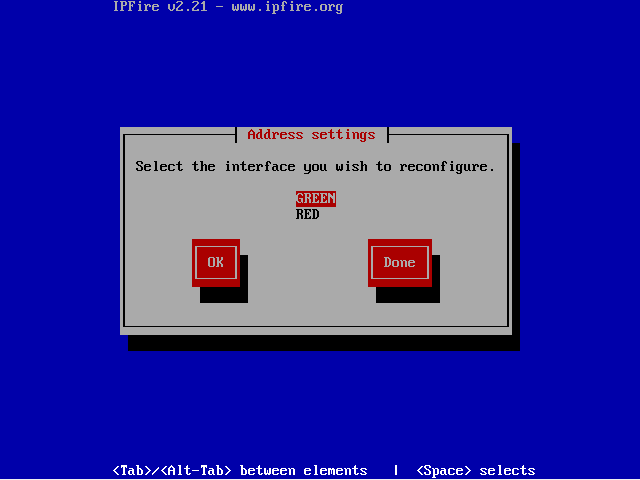 IPFire v2.21 - www.ipfire.org
Address settings
Select the interface you wish to reconfigure.
GREEN
RED
OK Done
<Tab>/<Alt-Tab> between elements | <Space> selects